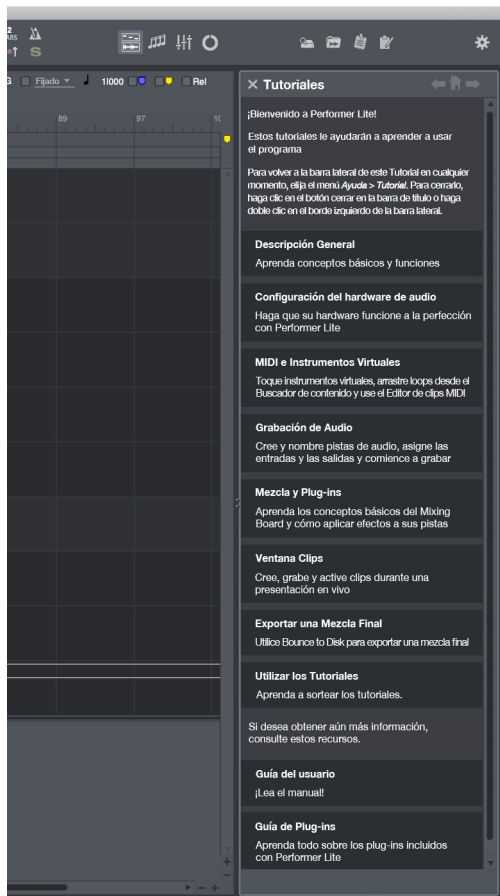 2
ARS
S
G Fijado 1|000 Rel
89 97 10
Tutoriales
¡Bienvenido a Performer Lite!
Estos tutoriales le ayudarán a aprender a usar
el programa
Para volver a la barra lateral de este Tutorial en cualquier
momento, elija el menú Ayuda > Tutorial. Para cerrarlo,
haga clic en el botón cerrar en la barra de título o haga
doble clic en el borde izquierdo de la barra lateral.
Descripción General
Aprenda conceptos básicos y funciones
Configuración del hardware de audio
Haga que su hardware funcione a la perfección
con Performer Lite
MIDI e Instrumentos Virtuales
Toque instrumentos virtuales, arrastre loops desde el
Buscador de contenido y use el Editor de clips MIDI
Grabación de Audio
Cree y nombre pistas de audio, asigne las
entradas y las salidas y comience a grabar
Mezcla y Plug-ins
Aprenda los conceptos básicos del Mixing
Board y cómo aplicar efectos a sus pistas
Ventana Clips
Cree, grabe y active clips durante una
presentación en vivo
Exportar una Mezcla Final
Utilice Bounce to Disk para exportar una mezcla final
Utilizar los Tutoriales
Aprenda a sortear los tutoriales.
Si desea obtener aún más información,
consulte estos recursos.
Guía del usuario
¡Lea el manual!
Guía de Plug-ins
Aprenda todo sobre los plug-ins incluidos
con Performer Lite